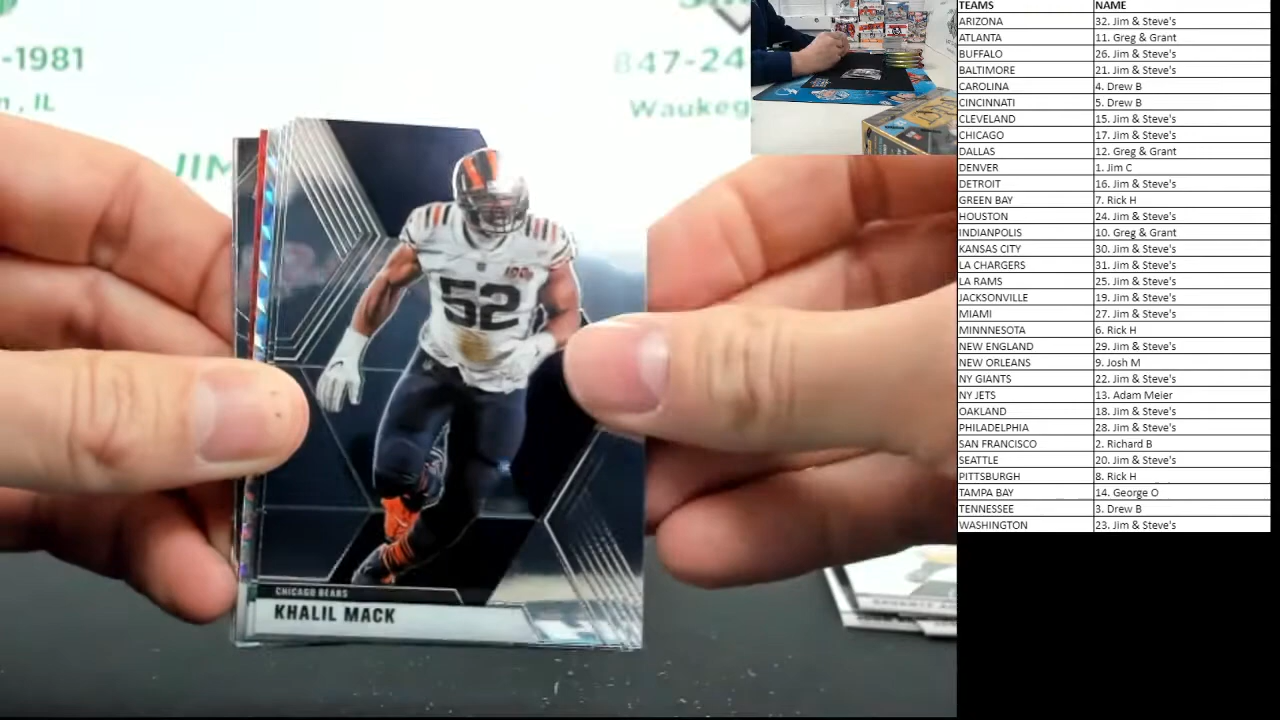 -1981
n, IL
JIM
847-24
Waukeg
52
100
CHICAGO BEARS
KHALIL MACK
TEAMS NAME
ARIZONA 32. Jim & Steve's
ATLANTA 11. Greg & Grant
BUFFALO 26. Jim & Steve's
BALTIMORE 21. Jim & Steve's
CAROLINA 4. Drew B
CINCINNATI 5. Drew B
CLEVELAND 15. Jim & Steve's
CHICAGO 17. Jim & Steve's
DALLAS 12. Greg & Grant
DENVER 1. Jim C
DETROIT 16. Jim & Steve's
GREEN BAY 7. Rick H
HOUSTON 24. Jim & Steve's
INDIANPOLIS 10. Greg & Grant
KANSAS CITY 30. Jim & Steve's
LA CHARGERS 31. Jim & Steve's
LA RAMS 25. Jim & Steve's
JACKSONVILLE 19. Jim & Steve's
MIAMI 27. Jim & Steve's
MINNNESOTA 6. Rick H
NEW ENGLAND 29. Jim & Steve's
NEW ORLEANS 9. Josh M
NY GIANTS 22. Jim & Steve's
NY JETS 13. Adam Meier
OAKLAND 18. Jim & Steve's
PHILADELPHIA 28. Jim & Steve's
SAN FRANCISCO 2. Richard B
SEATTLE 20. Jim & Steve's
PITTSBURGH 8. Rick H
TAMPA BAY 14. George O
TENNESSEE 3. Drew B
WASHINGTON 23. Jim & Steve's